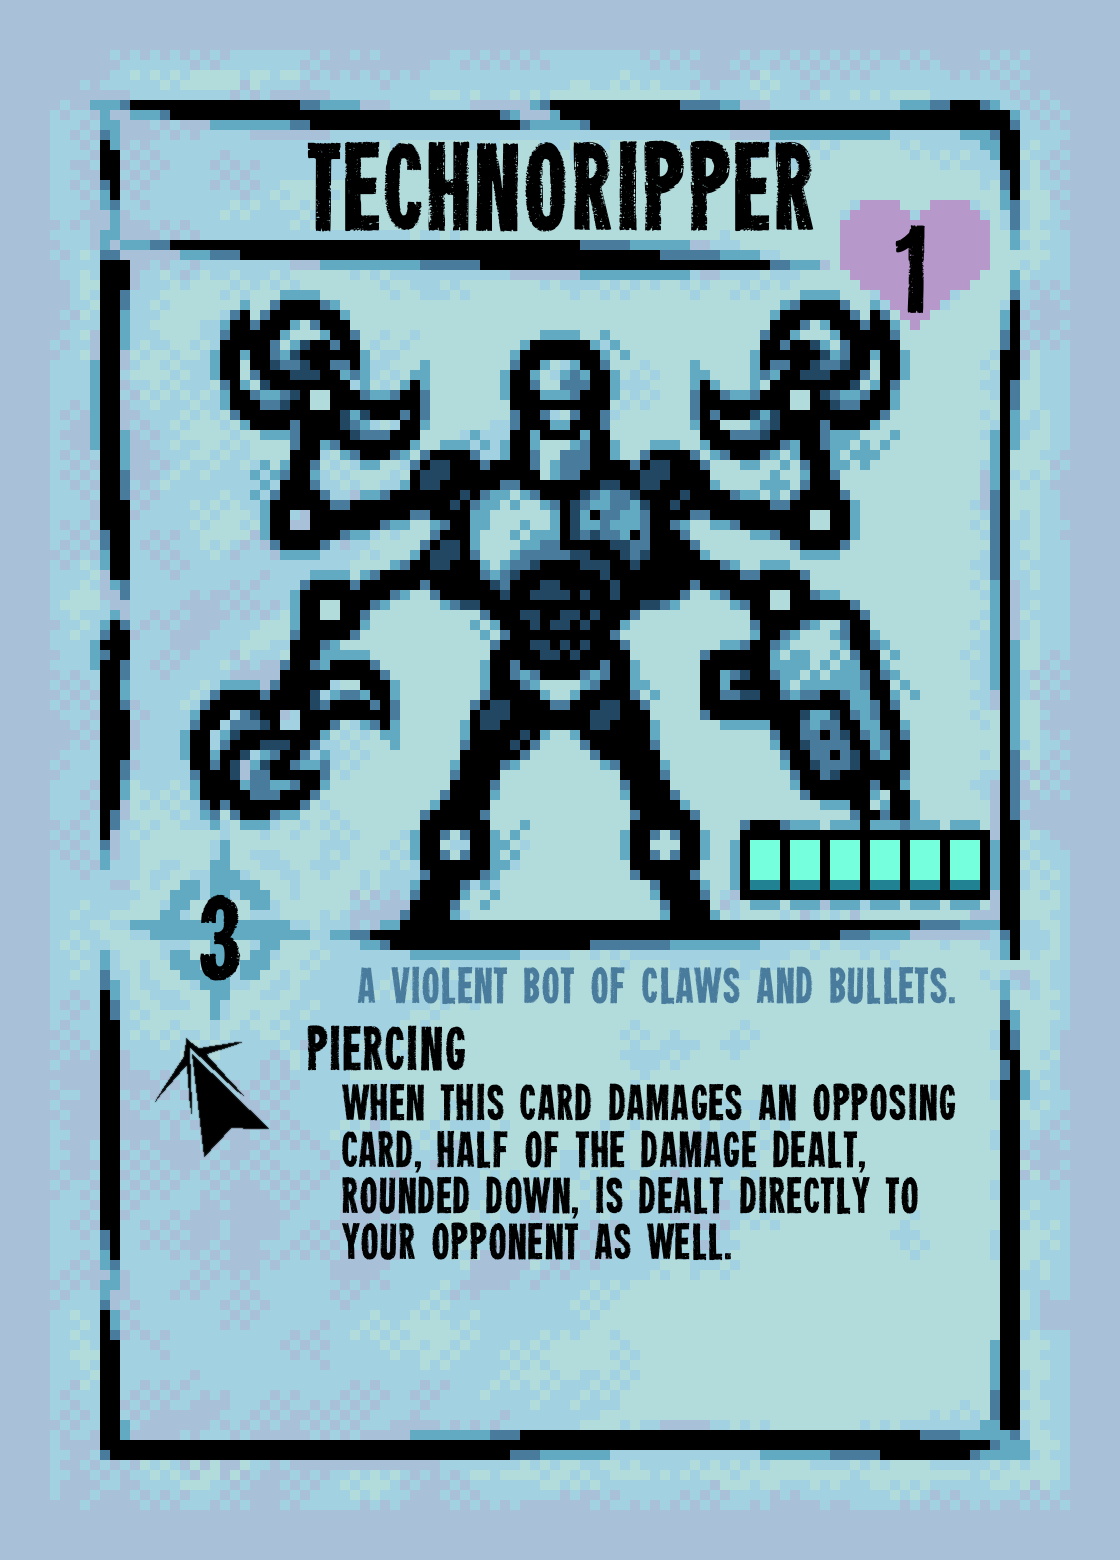 TECHNORIPPER
1
3
A VIOLENT BOT OF CLAWS AND BULLETS.
PIERCING
WHEN THIS CARD DAMAGES AN OPPOSING
CARD, HALF OF THE DAMAGE DEALT,
ROUNDED DOWN, IS DEALT DIRECTLY TO
YOUR OPPONENT AS WELL.